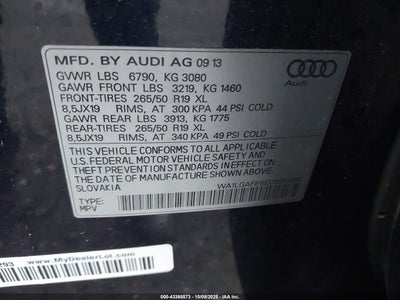 MFD. BY AUDI AG 09 13
GVWR LBS 6790, KG 3080
GAWR FRONT LBS 3219, KG 1460
FRONT-TIRES 265/50 R19 XL
8,5JX19 RIMS, AT 300 KPA 44 PSI COLD
GAWR REAR LBS 3913, KG 1775
REAR-TIRES 265/50 R19 XL
8,5JX19 RIMS, AT 340 KPA 49 PSI COLD
THIS VEHICLE CONFORMS TO ALL APPLICABLE
U.S. FEDERAL MOTOR VEHICLE SAFETY AND
THEFT PREVENTION STANDARDS IN EFFECT
ON THE DATE OF MANUFACTURE SHOWN ABOVE.
SLOVAKIA
TYPE:
MPV
Audi
www.MyDealerLot.com
000-43368573 - (10/09/2025) - IAAI.COM